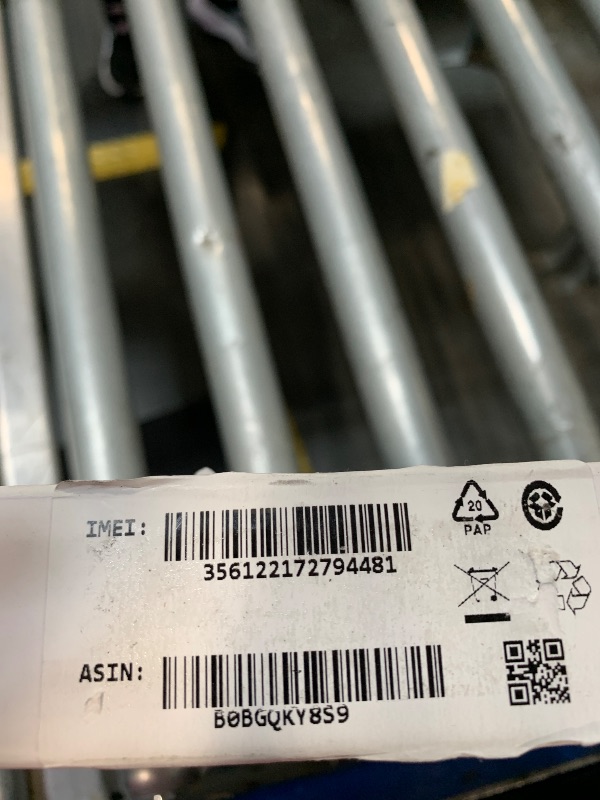 IMEI:
356122172794481
20
PAP
ASIN:
B0BGQKY8S9